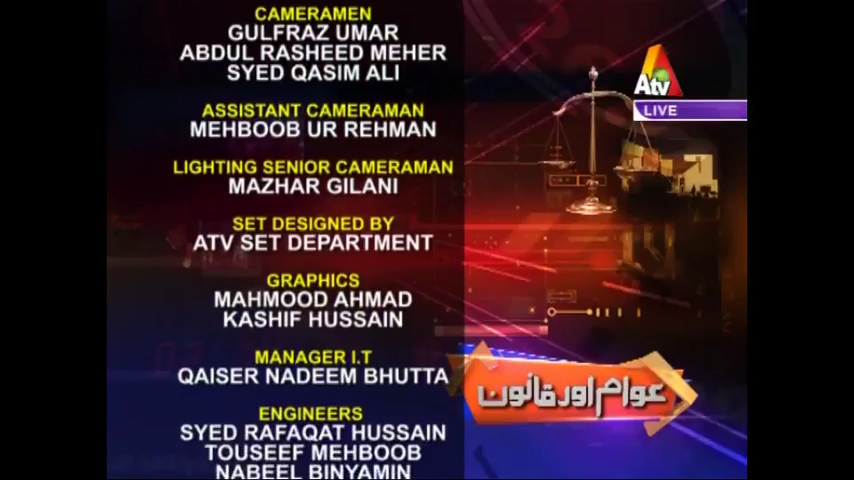 CAMERAMEN
GULFRAZ UMAR
ABDUL RASHEED MEHER
SYED QASIM ALI
ASSISTANT CAMERAMAN
MEHBOOB UR REHMAN
LIGHTING SENIOR CAMERAMAN
MAZHAR GILANI
SET DESIGNED BY
ATV SET DEPARTMENT
GRAPHICS
MAHMOOD AHMAD
KASHIF HUSSAIN
MANAGER I.T
QAISER NADEEM BHUTTA
ENGINEERS
SYED RAFAQAT HUSSAIN
TOUSEEF MEHBOOB
NABEEL BINYAMIN
Atv
LIVE
عوام اور قانون